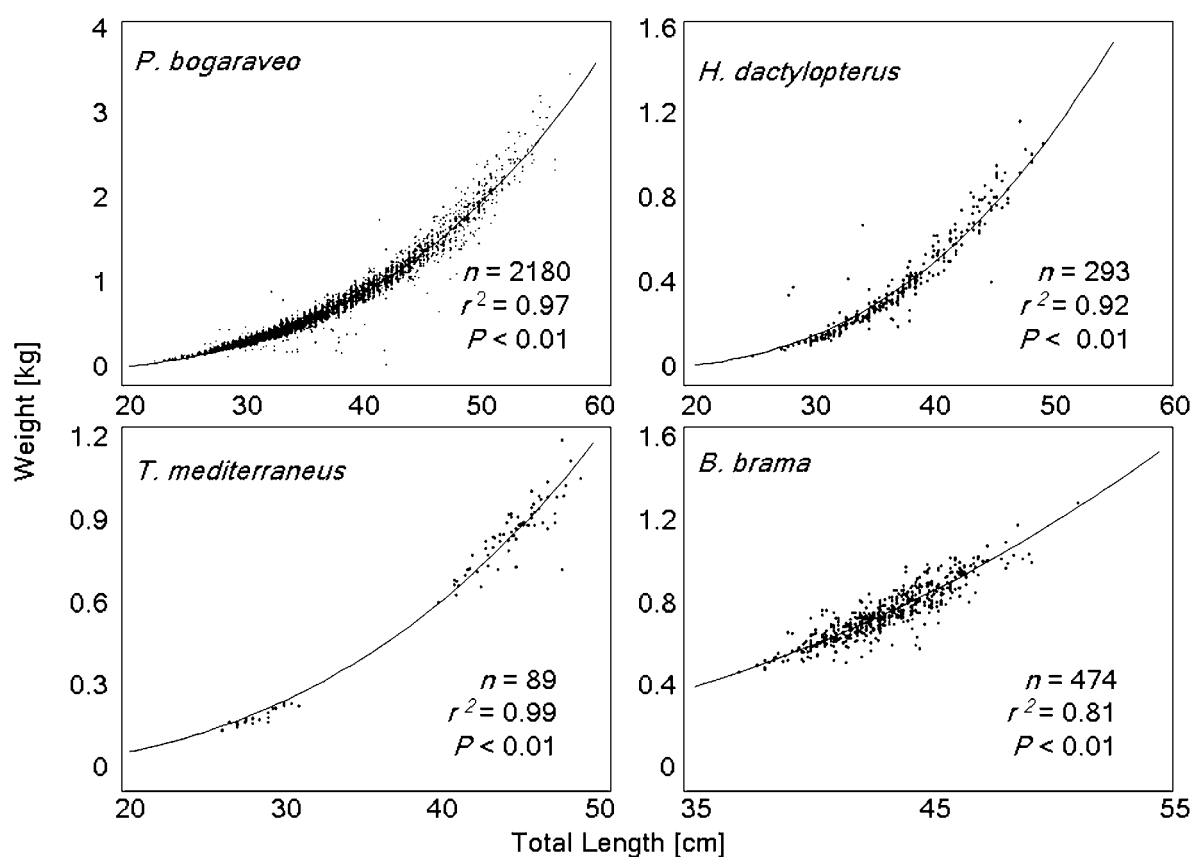 P. bogaraveo
4
3
2
1
0
n = 2180
r² = 0.97
P < 0.01
20 30 40 50 60
H. dactylopterus
1.6
1.2
0.8
0.4
0
n = 293
r² = 0.92
P < 0.01
20 30 40 50 60
Weight [kg]
T. mediterraneus
1.2
0.9
0.6
0.3
0
n = 89
r² = 0.99
P < 0.01
20 30 40 50
B. brama
1.6
1.2
0.8
0.4
0
n = 474
r² = 0.81
P < 0.01
35 45 55
Total Length [cm]